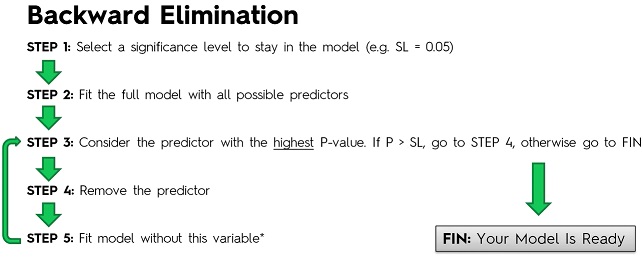 Backward Elimination
STEP 1: Select a significance level to stay in the model (e.g. SL = 0.05)
STEP 2: Fit the full model with all possible predictors
STEP 3: Consider the predictor with the highest P-value. If P > SL, go to STEP 4, otherwise go to FIN
STEP 4: Remove the predictor
STEP 5: Fit model without this variable*
FIN: Your Model Is Ready